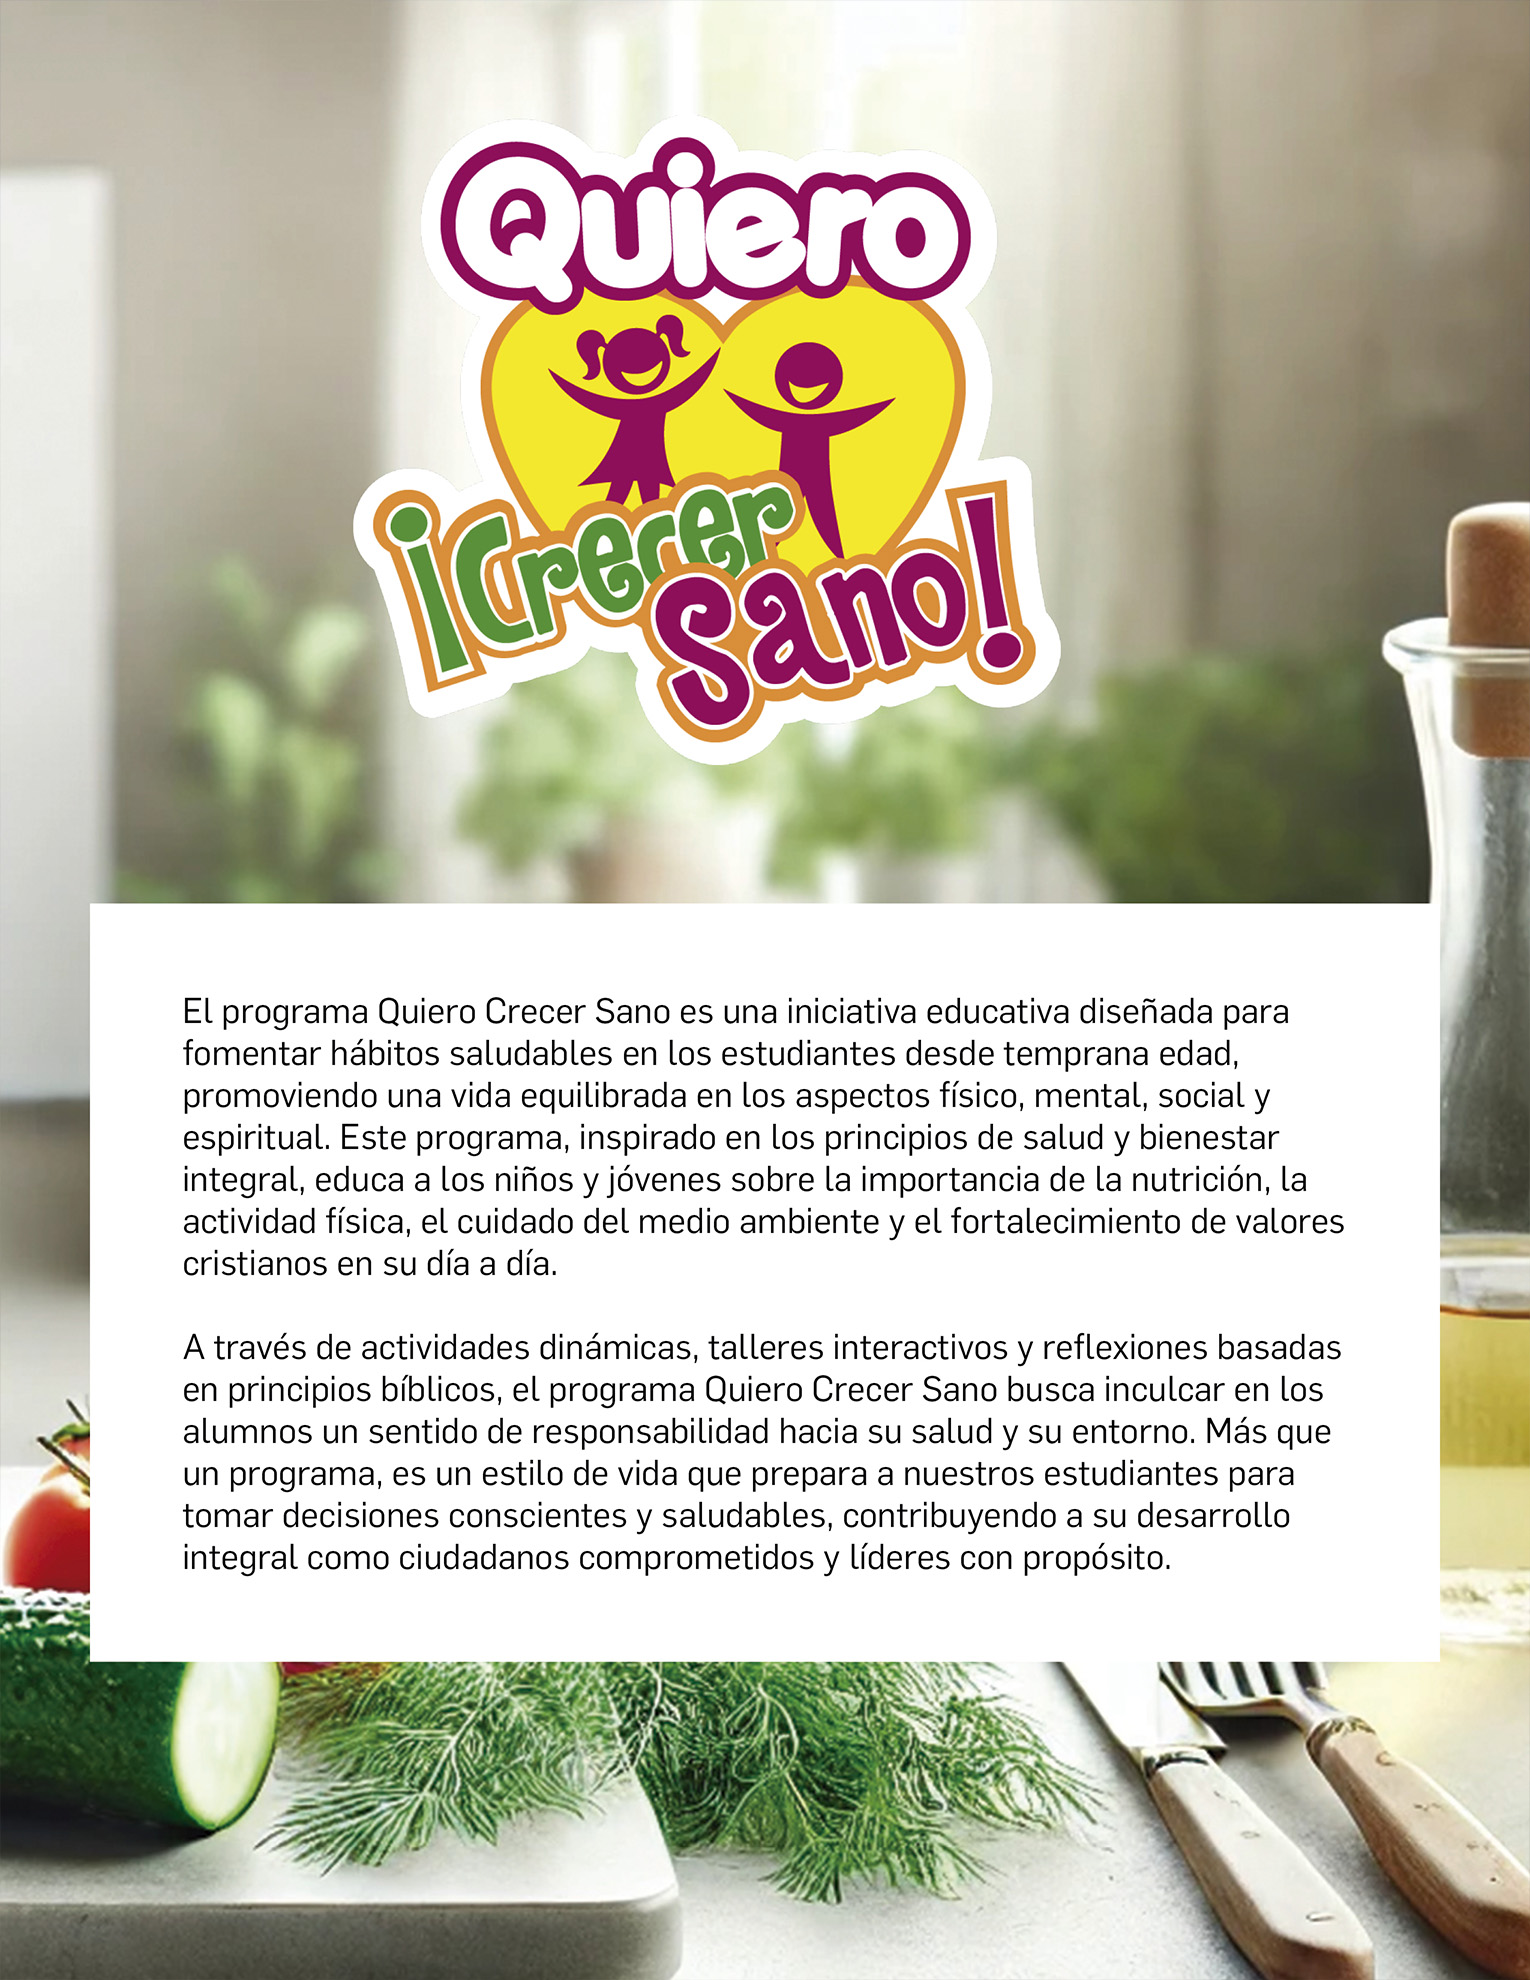 Quiero
¡Crecer
Sano!
El programa Quiero Crecer Sano es una iniciativa educativa diseñada para
fomentar hábitos saludables en los estudiantes desde temprana edad,
promoviendo una vida equilibrada en los aspectos físico, mental, social y
espiritual. Este programa, inspirado en los principios de salud y bienestar
integral, educa a los niños y jóvenes sobre la importancia de la nutrición, la
actividad física, el cuidado del medio ambiente y el fortalecimiento de valores
cristianos en su día a día.
A través de actividades dinámicas, talleres interactivos y reflexiones basadas
en principios bíblicos, el programa Quiero Crecer Sano busca inculcar en los
alumnos un sentido de responsabilidad hacia su salud y su entorno. Más que
un programa, es un estilo de vida que prepara a nuestros estudiantes para
tomar decisiones conscientes y saludables, contribuyendo a su desarrollo
integral como ciudadanos comprometidos y líderes con propósito.